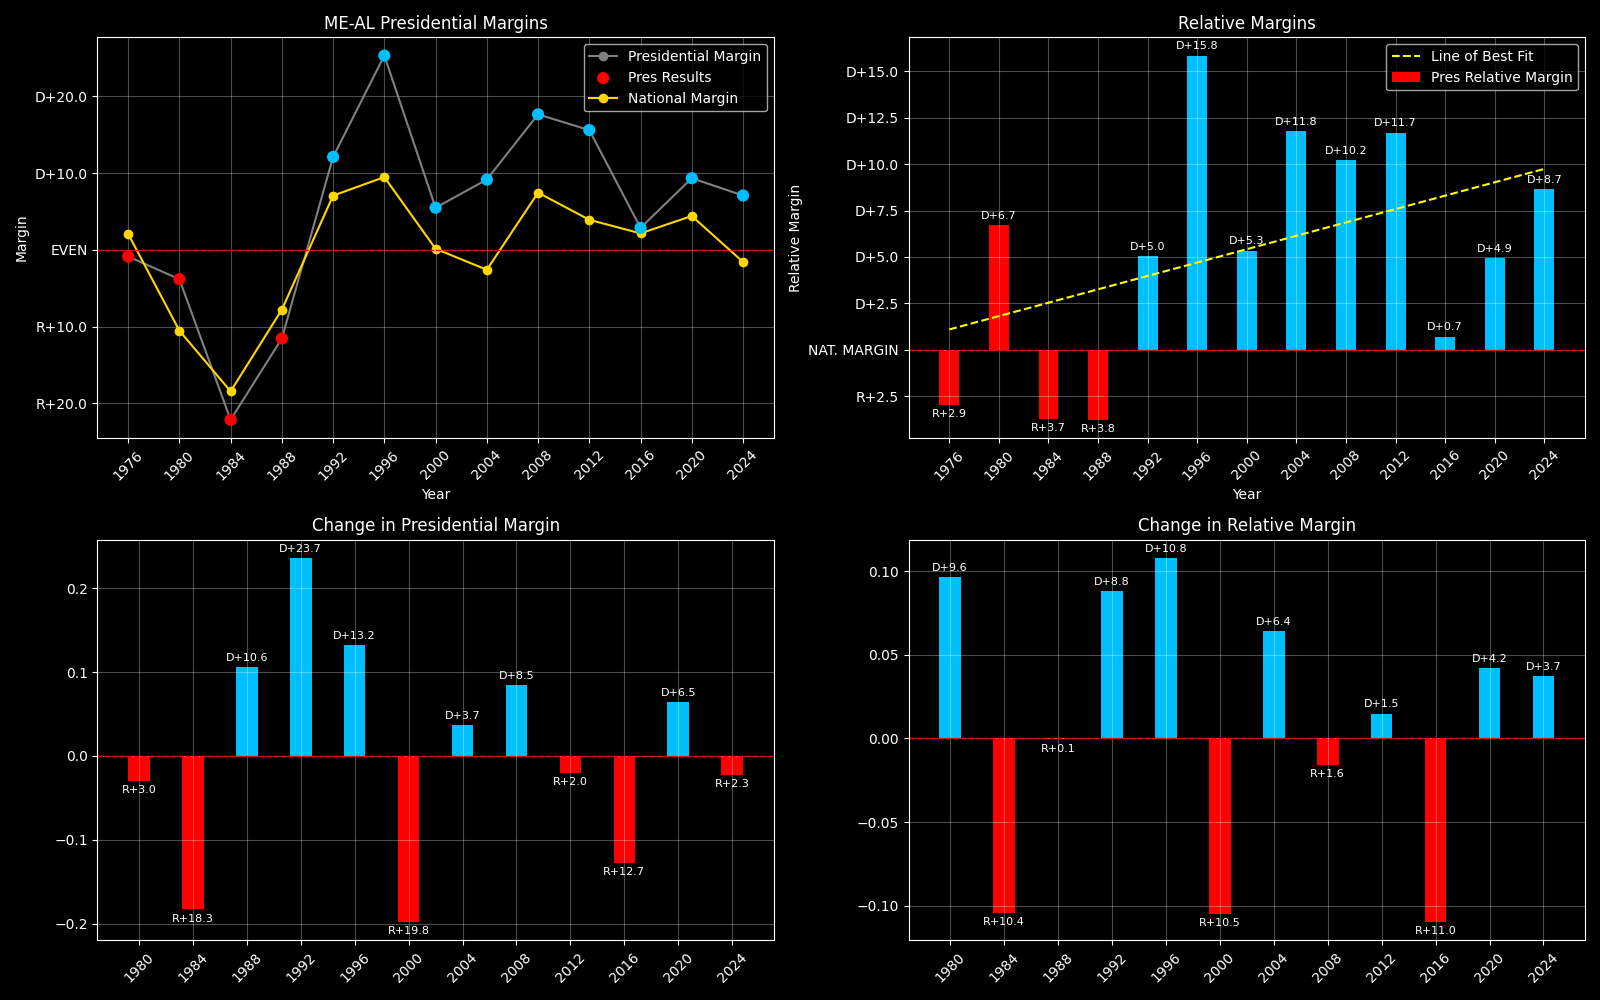 ME-AL Presidential Margins
Presidential Margin
Pres Results
National Margin
D+20.0
D+10.0
EVEN
R+10.0
R+20.0
Margin
1976
1980
1984
1988
1992
1996
2000
2004
2008
2012
2016
2020
2024
Year
Relative Margins
Line of Best Fit
Pres Relative Margin
D+15.0
D+12.5
D+10.0
D+7.5
D+5.0
D+2.5
NAT. MARGIN
R+2.5
Relative Margin
R+2.9
D+6.7
R+3.7
R+3.8
D+5.0
D+15.8
D+5.3
D+11.8
D+10.2
D+11.7
D+0.7
D+4.9
D+8.7
1976
1980
1984
1988
1992
1996
2000
2004
2008
2012
2016
2020
2024
Year
Change in Presidential Margin
0.2
0.1
0.0
−0.1
−0.2
R+3.0
R+18.3
D+10.6
D+23.7
D+13.2
R+19.8
D+3.7
D+8.5
R+2.0
R+12.7
D+6.5
R+2.3
1980
1984
1988
1992
1996
2000
2004
2008
2012
2016
2020
2024
Change in Relative Margin
0.10
0.05
0.00
−0.05
−0.10
D+9.6
R+10.4
R+0.1
D+8.8
D+10.8
R+10.5
D+6.4
R+1.6
D+1.5
R+11.0
D+4.2
D+3.7
1980
1984
1988
1992
1996
2000
2004
2008
2012
2016
2020
2024